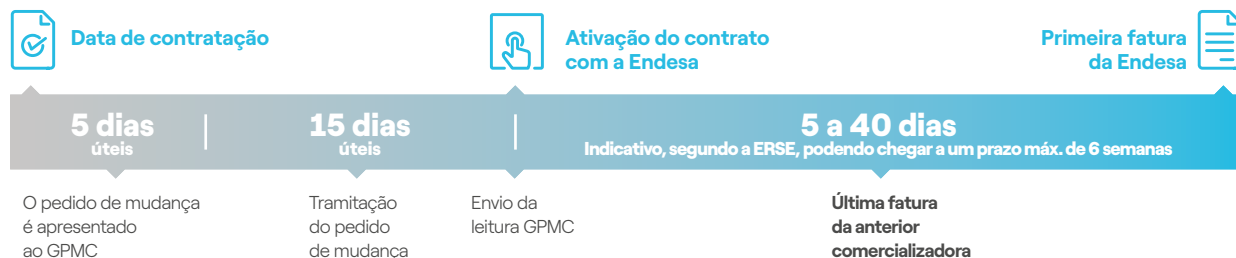 Data de contratação
Ativação do contrato
com a Endesa
Primeira fatura
da Endesa
5 dias
úteis
15 dias
úteis
5 a 40 dias
Indicativo, segundo a ERSE, podendo chegar a um prazo máx. de 6 semanas
O pedido de mudança
é apresentado
ao GPMC
Tramitação
do pedido
de mudança
Envio da
leitura GPMC
Última fatura
da anterior
comercializadora